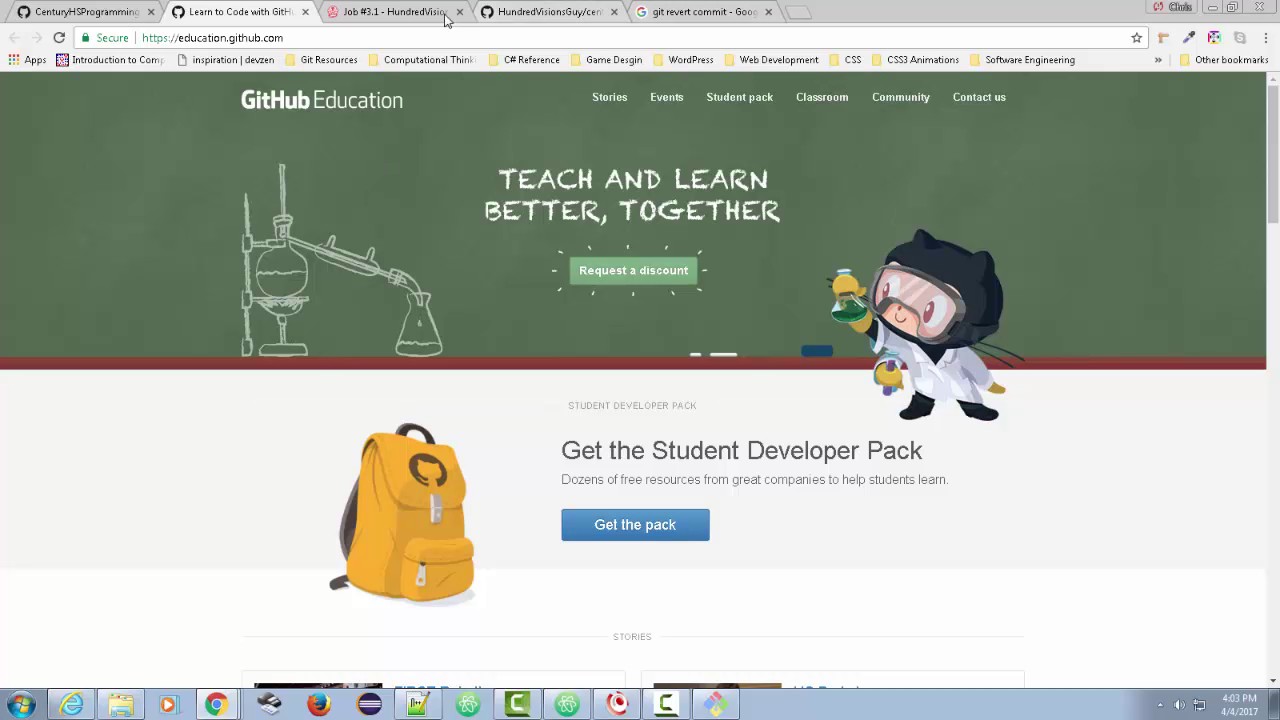 CenturyHSProgramming
Learn to Code with GitH
Job #3.1 - HundredVision
HundredVisionsGuy/cen
git revert commit - Goog
Chris
Secure
https://education.github.com
Apps
Introduction to Comp
inspiration | devzen
Git Resources
Computational Think
C# Reference
Game Desgin
WordPress
Web Development
CSS
CSS3 Animations
Software Engineering
»
Other bookmarks
GitHub Education
Stories
Events
Student pack
Classroom
Community
Contact us
TEACH AND LEARN
BETTER, TOGETHER
Request a discount
STUDENT DEVELOPER PACK
Get the Student Developer Pack
Dozens of free resources from great companies to help students learn.
Get the pack
STORIES
4:03 PM
4/4/2017